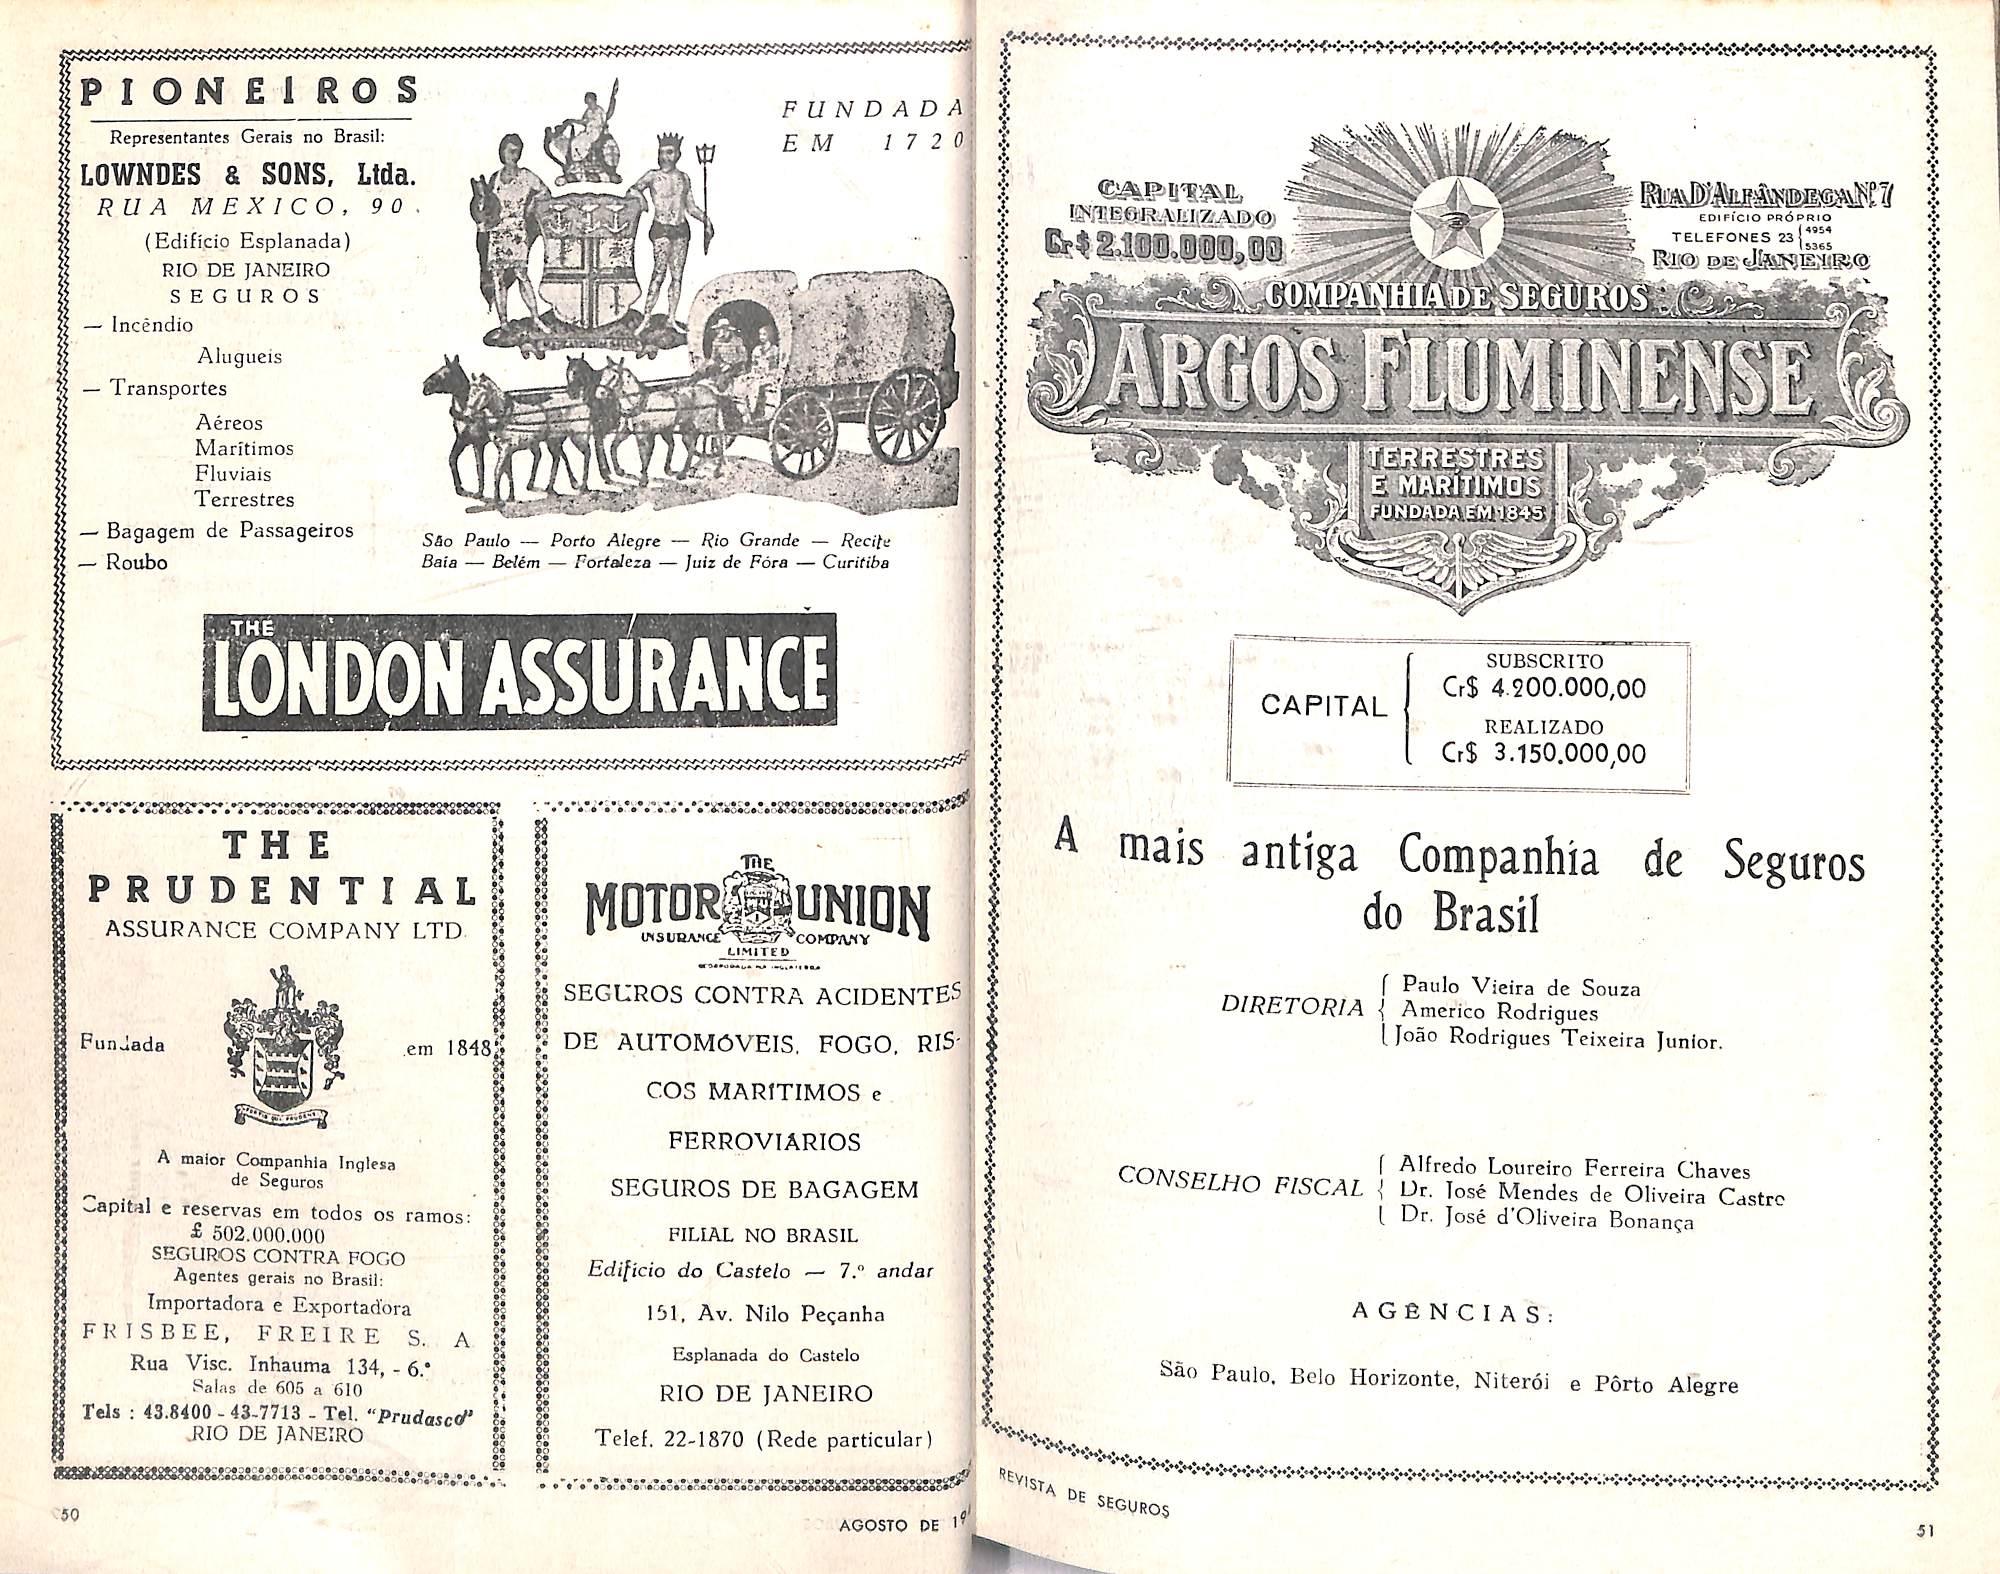 PIONEIROS
Representantes Gerais no Brasil:
LOWNDES & SONS, Ltda.
RUA MEXICO, 90.
(Edifício Esplanada)
RIO DE JANEIRO
SEGUROS
— Incêndio
Alugueis
— Transportes
Aéreos
Marítimos
Fluviais
Terrestres
— Bagagem de Passageiros
— Roubo
FUNDADA
EM 1720
São Paulo — Porto Alegre — Rio Grande — Recife
Baía — Belém — Fortaleza — Juiz de Fóra — Curitiba
THE
LONDON ASSURANCE
THE
PRUDENTIAL
ASSURANCE COMPANY LTD.
Fundada em 1848
A maior Companhia Inglesa
de Seguros
Capital e reservas em todos os ramos:
£ 502.000.000
SEGUROS CONTRA FOGO
Agentes gerais no Brasil:
Importadora e Exportadora
FRISBEE, FREIRE S. A
Rua Visc. Inhauma 134, - 6.º
Salas de 605 a 610
Tels : 43.8400 - 43-7713 - Tel. "Prudasco"
RIO DE JANEIRO
THE
MOTOR UNION
INSURANCE COMPANY
LIMITED
SEGUROS CONTRA ACIDENTES
DE AUTOMÓVEIS, FOGO, RIS-
COS MARÍTIMOS e
FERROVIÁRIOS
SEGUROS DE BAGAGEM
FILIAL NO BRASIL
Edifício do Castelo — 7.º andar
151, Av. Nilo Peçanha
Esplanada do Castelo
RIO DE JANEIRO
Telef. 22-1870 (Rede particular)
50
AGOSTO DE
CAPITAL
INTEGRALIZADO
Cr$ 2.100.000,00
RUA D'ALFÂNDEGA Nº 7
EDIFÍCIO PRÓPRIO
TELEFONES 23 { 4954
5365
RIO DE JANEIRO
COMPANHIA DE SEGUROS
ARGOS FLUMINENSE
TERRESTRES
E MARÍTIMOS
FUNDADA EM 1845
CAPITAL
SUBSCRITO
Cr$ 4.200.000,00
REALIZADO
Cr$ 3.150.000,00
A mais antiga Companhia de Seguros
do Brasil
DIRETORIA
Paulo Vieira de Souza
Americo Rodrigues
João Rodrigues Teixeira Junior.
CONSELHO FISCAL
Alfredo Loureiro Ferreira Chaves
Dr. José Mendes de Oliveira Castro
Dr. José d'Oliveira Bonança
AGÊNCIAS:
São Paulo, Belo Horizonte, Niterói e Pôrto Alegre
REVISTA DE SEGUROS
51